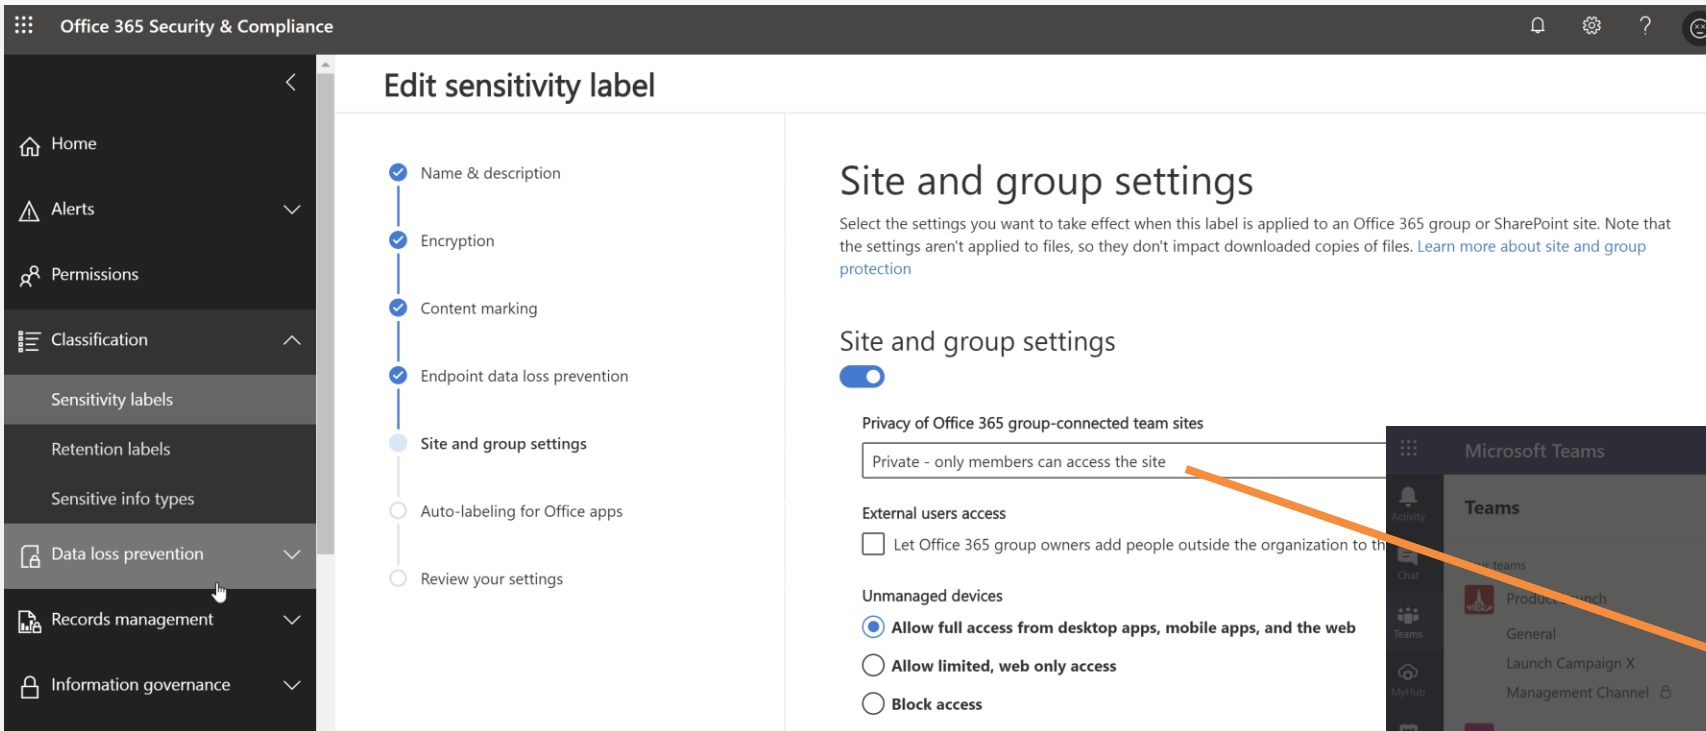 Office 365 Security & Compliance
?
Home
Alerts
Permissions
Classification
Sensitivity labels
Retention labels
Sensitive info types
Data loss prevention
Records management
Information governance
Edit sensitivity label
Name & description
Encryption
Content marking
Endpoint data loss prevention
Site and group settings
Auto-labeling for Office apps
Review your settings
Site and group settings
Select the settings you want to take effect when this label is applied to an Office 365 group or SharePoint site. Note that
the settings aren't applied to files, so they don't impact downloaded copies of files. Learn more about site and group
protection
Site and group settings
Privacy of Office 365 group-connected team sites
Private - only members can access the site
External users access
Let Office 365 group owners add people outside the organization to th
Unmanaged devices
Allow full access from desktop apps, mobile apps, and the web
Allow limited, web only access
Block access
Microsoft Teams
Activity
Chat
Teams
MyHub
Teams
teams
Product
General
Launch Campaign X
Management Channel